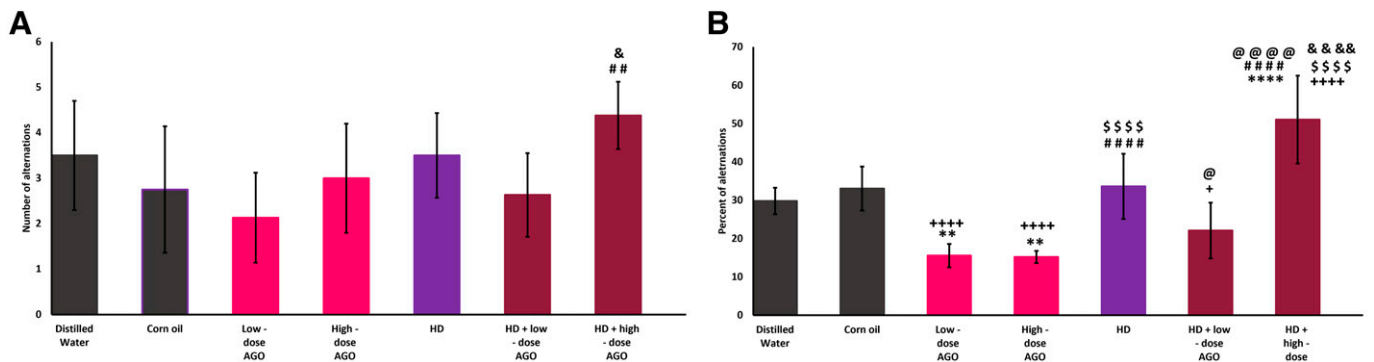 A
Number of alternations
6
5
4
3
2
1
0
&
##
Distilled
Water
Corn oil
Low -
dose
AGO
High -
dose
AGO
HD
HD + low
- dose AGO
HD + high
- dose AGO
B
Percent of aleternations
70
60
50
40
30
20
10
0
++++
**
++++
**
$$$$
####
@
+
@@@@ &&&&
#### $$$$
**** ++++
Distilled
Water
Corn oil
Low -
dose
AGO
High -
dose
AGO
HD
HD + low
- dose
AGO
HD +
high -
dose